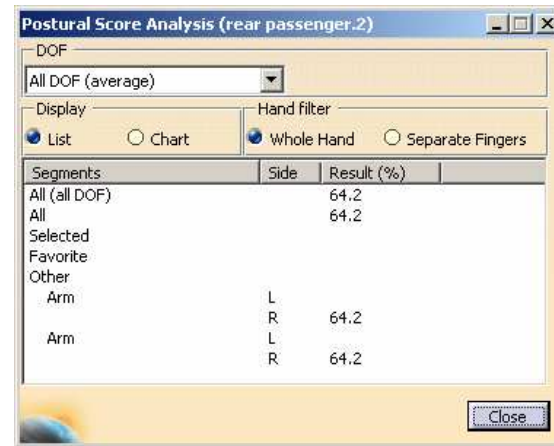 Postural Score Analysis (rear passenger.2)
DOF
All DOF (average)
Display
Hand filter
List Chart Whole Hand Separate Fingers
Segments Side Result (%)
All (all DOF) 64.2
All 64.2
Selected
Favorite
Other
Arm L
R 64.2
Arm L
R 64.2
Close